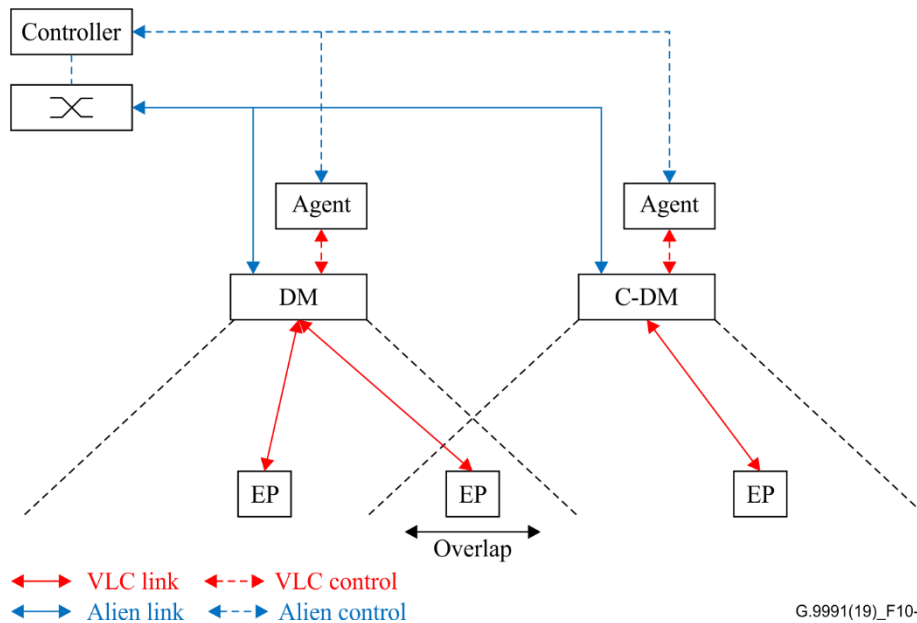 Controller
Agent
Agent
DM
C-DM
EP
EP
EP
Overlap
VLC link
VLC control
Alien link
Alien control
G.9991(19)_F10-